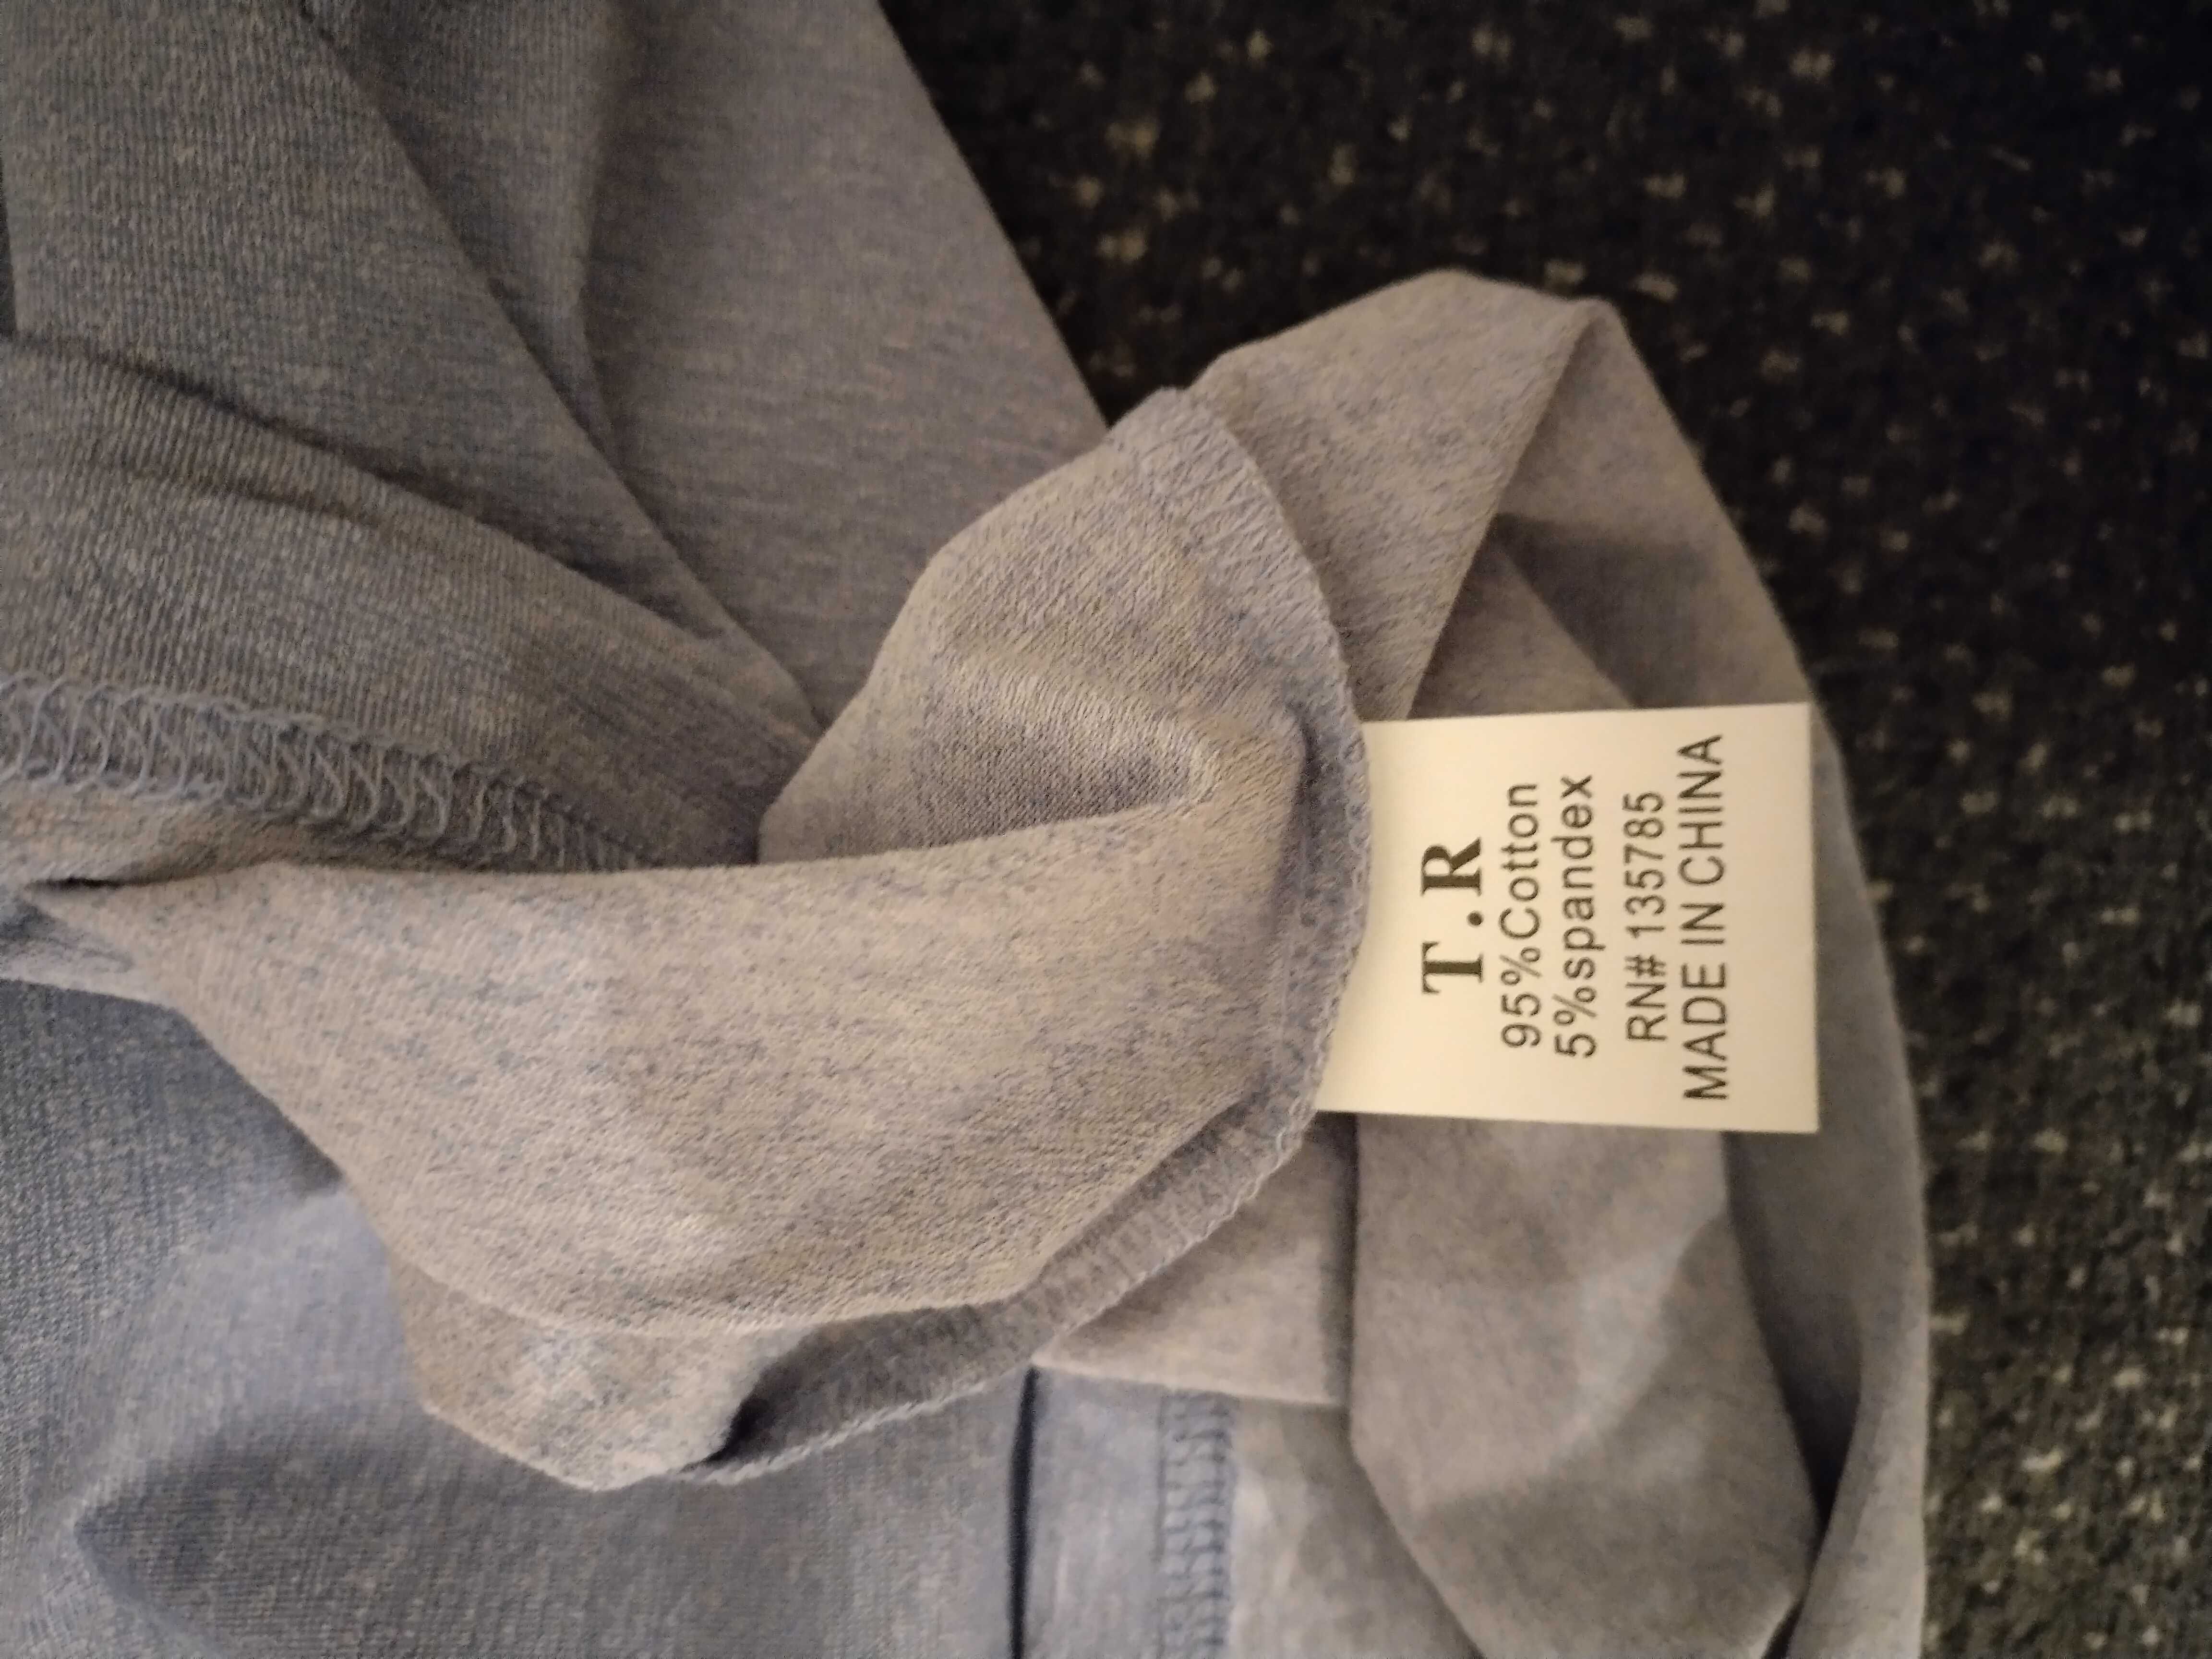 T.R
95%Cotton
5%spandex
RN# 135785
MADE IN CHINA